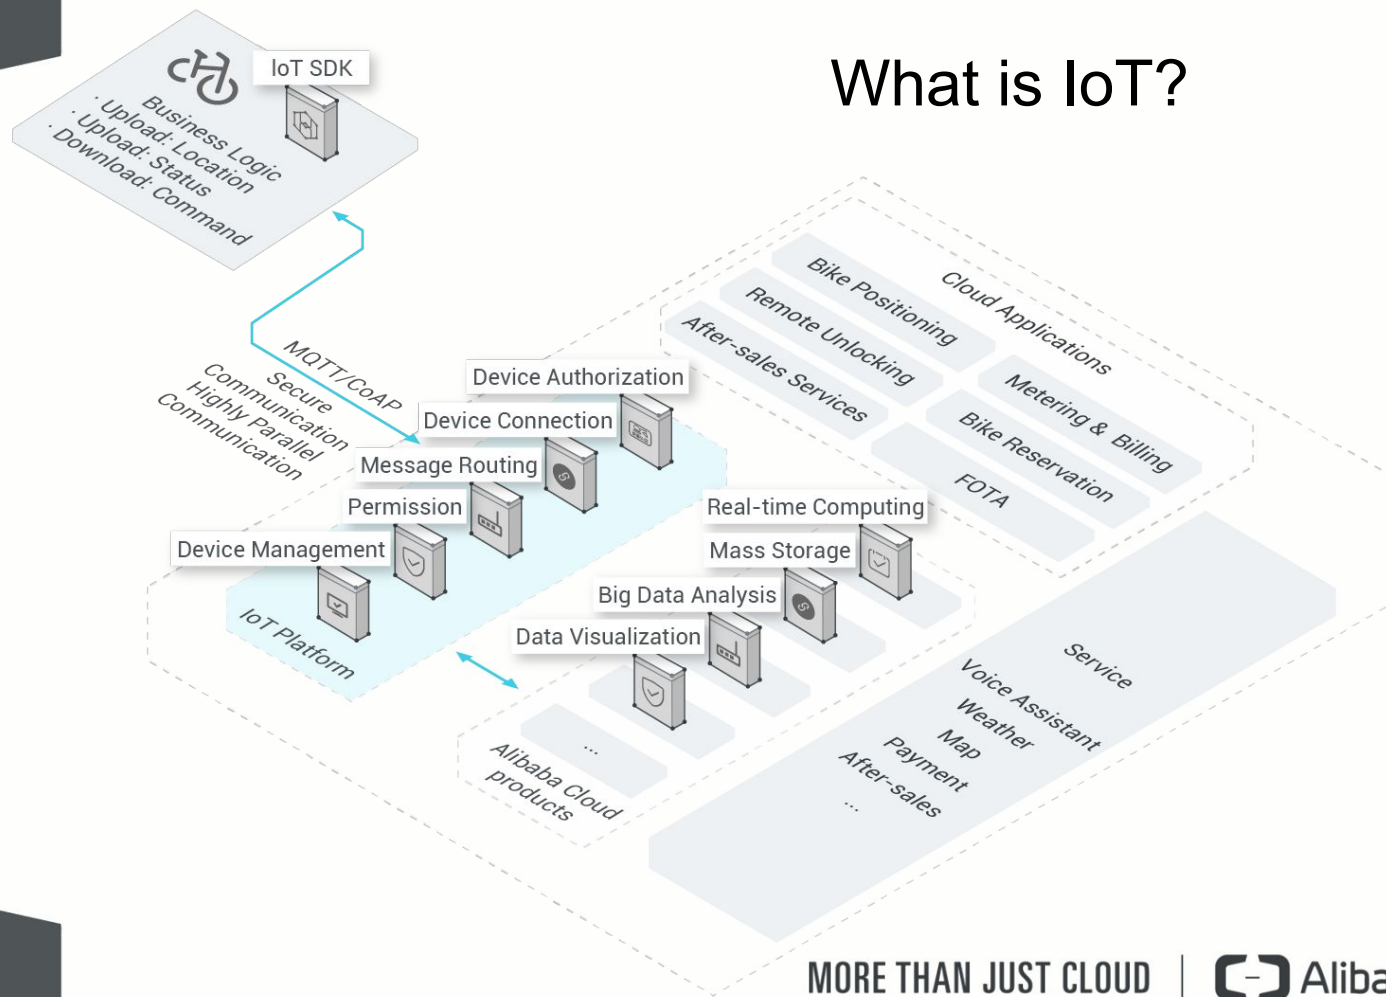 What is IoT?
IoT SDK
Business Logic
· Upload: Location
· Upload: Status
· Download: Command
MQTT/CoAP
Secure
Communication
Highly Parallel
Communication
Device Authorization
Device Connection
Message Routing
Permission
Device Management
IoT Platform
Cloud Applications
Bike Positioning
Remote Unlocking
After-sales Services
Metering & Billing
Bike Reservation
FOTA
Real-time Computing
Mass Storage
Big Data Analysis
Data Visualization
...
Alibaba Cloud
products
Service
Voice Assistant
Weather
Map
Payment
After-sales
...
MORE THAN JUST CLOUD | Aliba